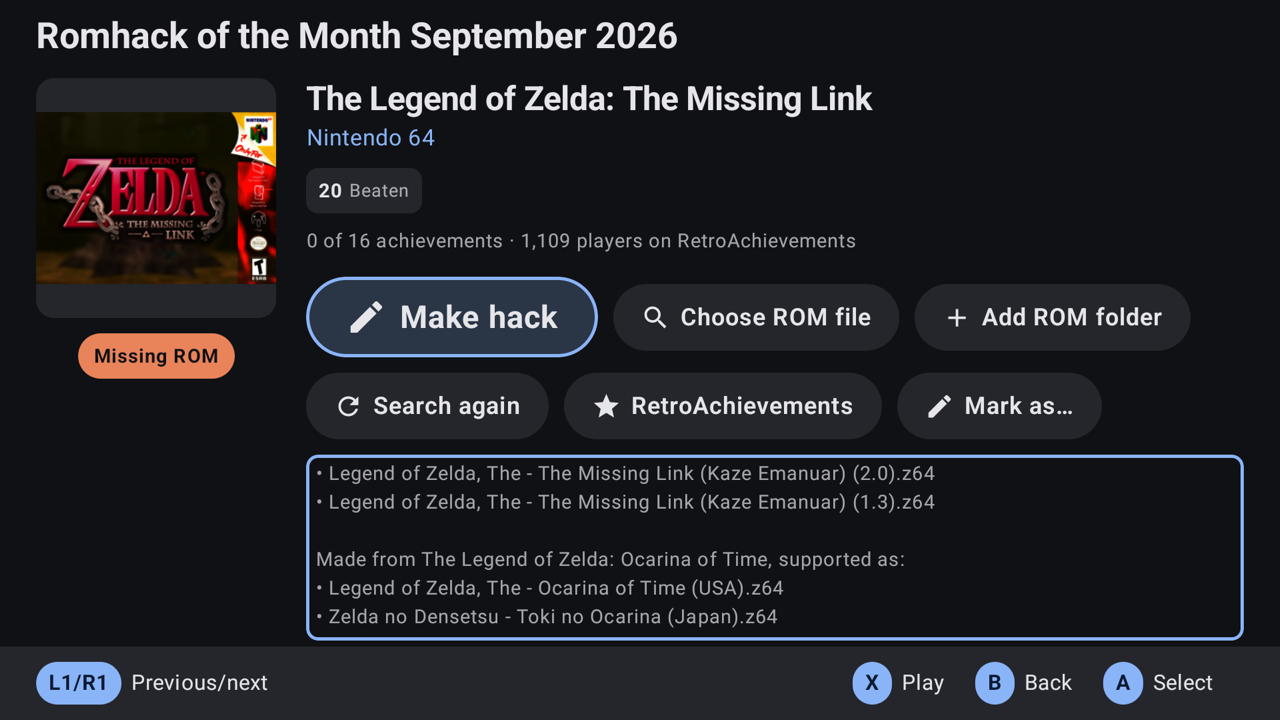 Romhack of the Month September 2026
NINTENDO 64
Only For
THE LEGEND OF
ZELDA
THE MISSING
LINK
Missing ROM
The Legend of Zelda: The Missing Link
Nintendo 64
20 Beaten
0 of 16 achievements · 1,109 players on RetroAchievements
Make hack
Choose ROM file
Add ROM folder
Search again
RetroAchievements
Mark as…
• Legend of Zelda, The - The Missing Link (Kaze Emanuar) (2.0).z64
• Legend of Zelda, The - The Missing Link (Kaze Emanuar) (1.3).z64
Made from The Legend of Zelda: Ocarina of Time, supported as:
• Legend of Zelda, The - Ocarina of Time (USA).z64
• Zelda no Densetsu - Toki no Ocarina (Japan).z64
L1/R1 Previous/next
X Play
B Back
A Select